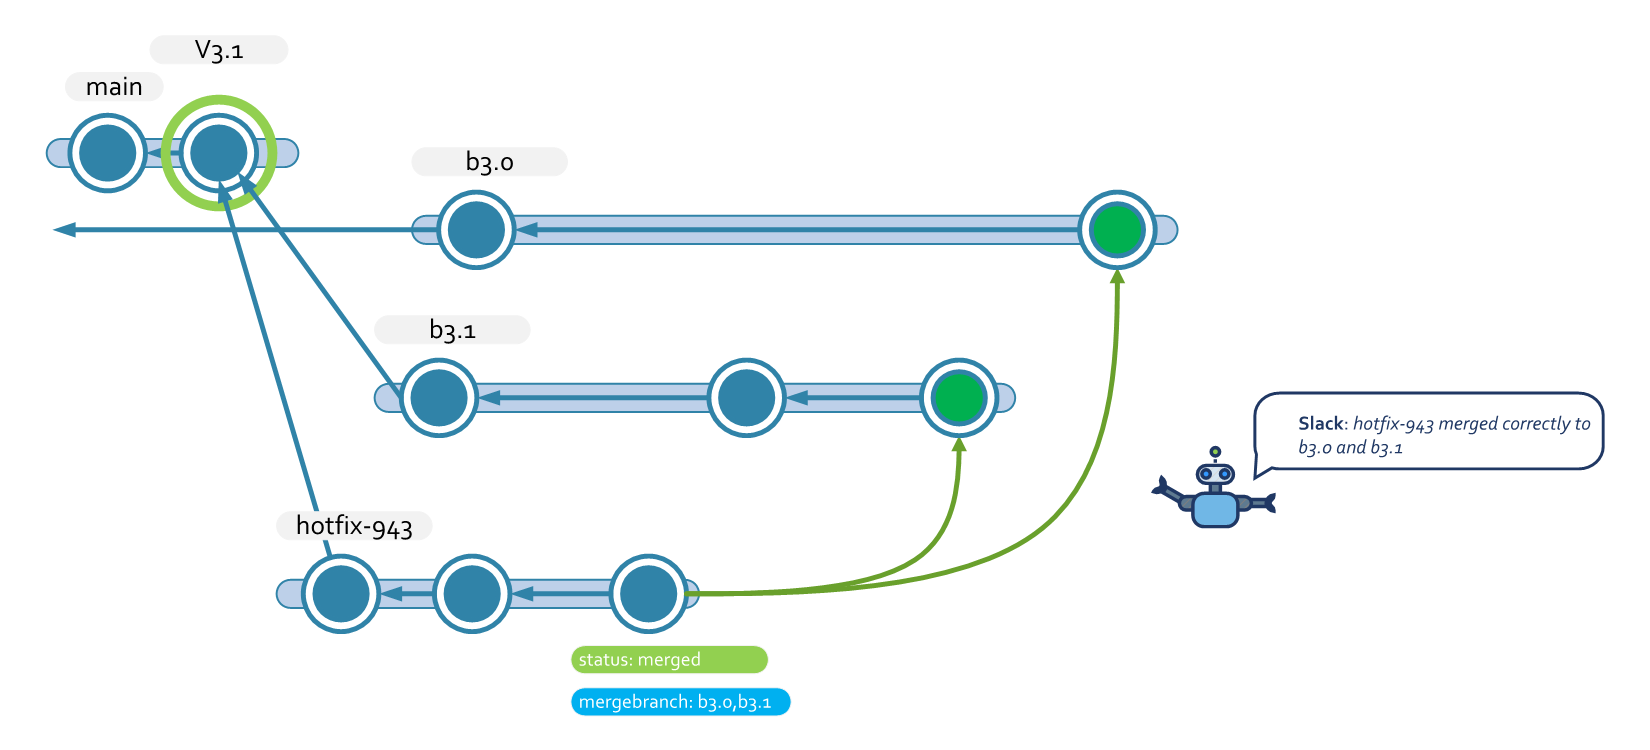 V3.1
main
b3.0
b3.1
Slack: hotfix-943 merged correctly to
b3.0 and b3.1
hotfix-943
status: merged
mergebranch: b3.0,b3.1